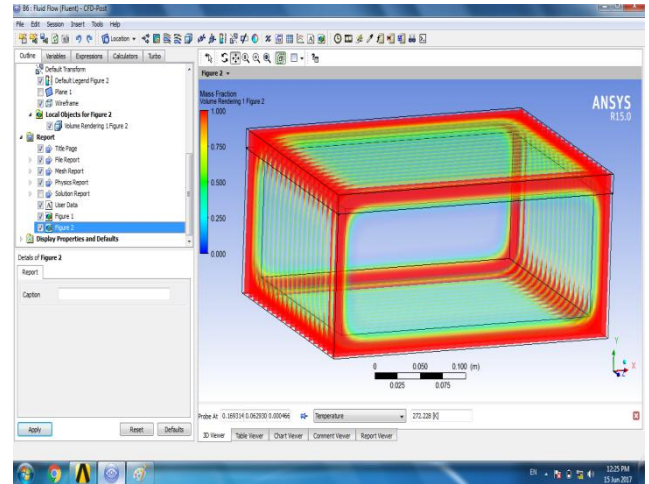 B6 : Fluid Flow (Fluent) - CFD-Post
File Edit Session Insert Tools Help
Location
Outline Variables Expressions Calculators Turbo
Default Transform
Default Legend Figure 2
Plane 1
Wireframe
Local Objects for Figure 2
Volume Rendering 1 Figure 2
Report
Title Page
File Report
Mesh Report
Physics Report
Solution Report
User Data
Figure 1
Figure 2
Display Properties and Defaults
Details of Figure 2
Report
Caption
Apply Reset Defaults
Figure 2
Mass Fraction
Volume Rendering 1 Figure 2
1.000
0.750
0.500
0.250
0.000
ANSYS
R15.0
0 0.050 0.100 (m)
0.025 0.075
Y
X
Z
Probe At 0.169314 0.062930 0.000466 Temperature 272.228 [K]
3D Viewer Table Viewer Chart Viewer Comment Viewer Report Viewer
EN 12:25 PM
15 Jun 2017